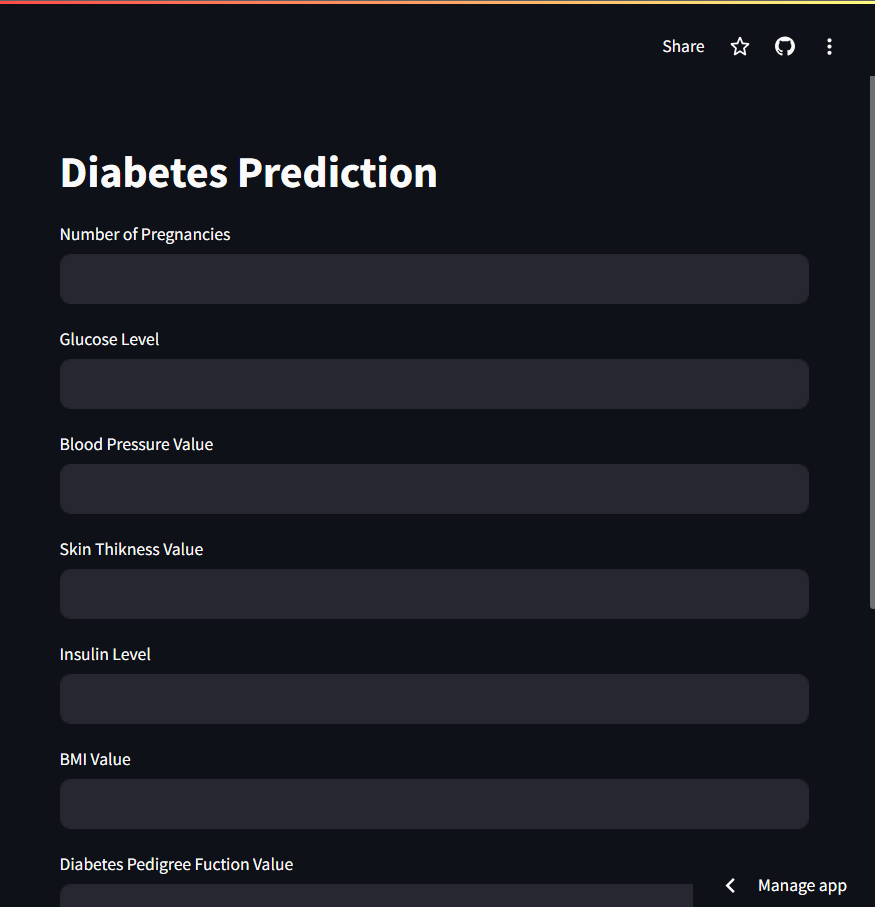 Share
Diabetes Prediction
Number of Pregnancies
Glucose Level
Blood Pressure Value
Skin Thikness Value
Insulin Level
BMI Value
Diabetes Pedigree Fuction Value
Manage app